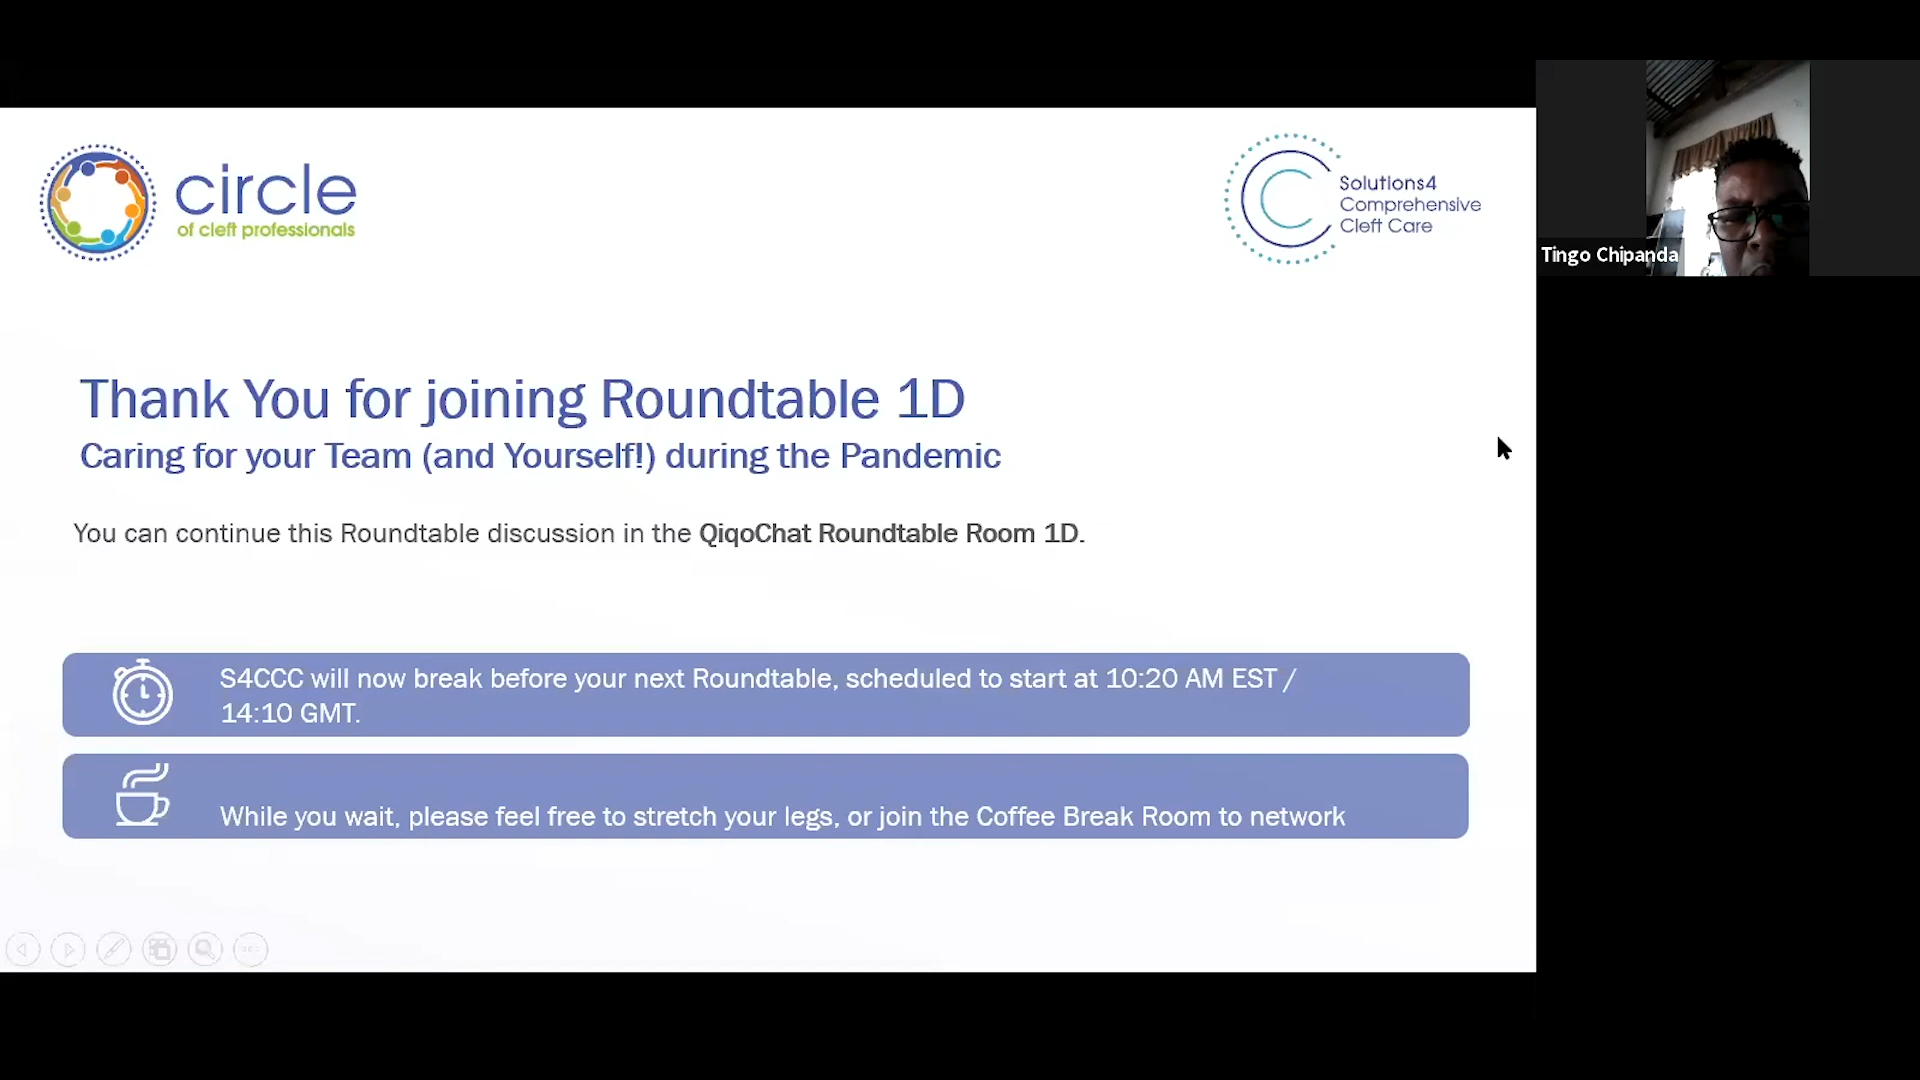 circle
of cleft professionals
Solutions4
Comprehensive
Cleft Care
Tingo Chipanda
Thank You for joining Roundtable 1D
Caring for your Team (and Yourself!) during the Pandemic
You can continue this Roundtable discussion in the QiqoChat Roundtable Room 1D.
S4CCC will now break before your next Roundtable, scheduled to start at 10:20 AM EST /
14:10 GMT.
While you wait, please feel free to stretch your legs, or join the Coffee Break Room to network